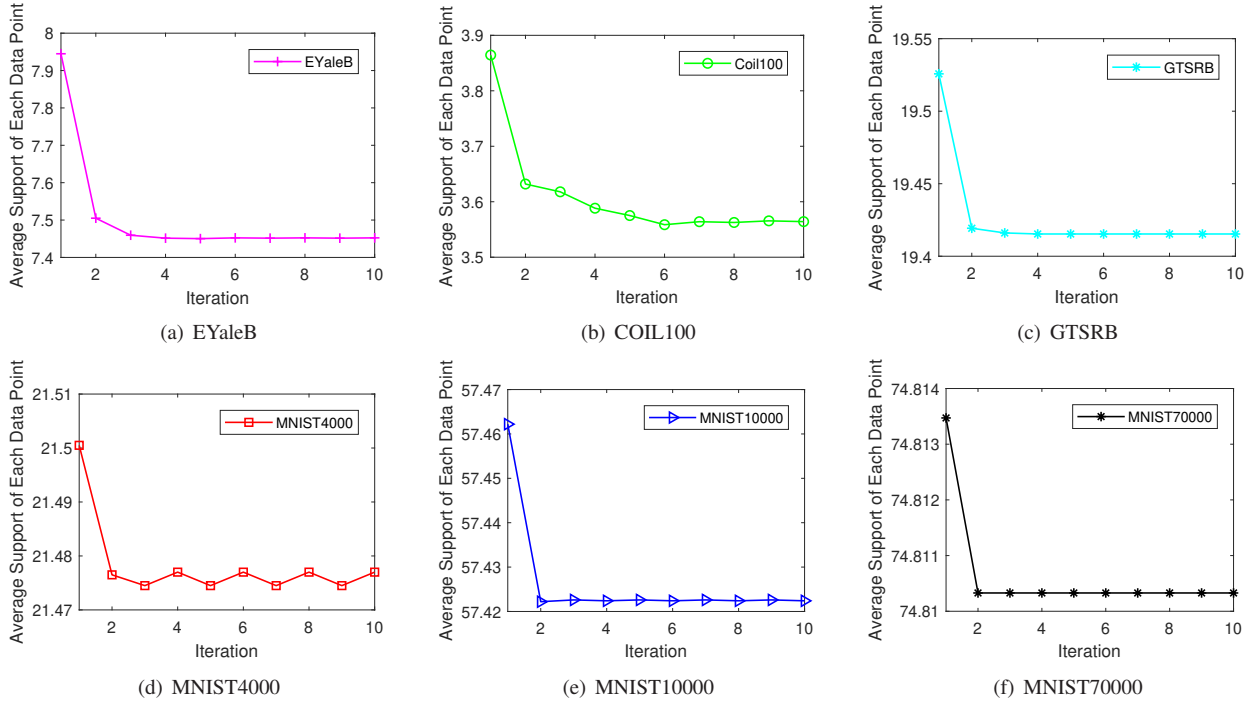 Average Support of Each Data Point
8
7.9
7.8
7.7
7.6
7.5
7.4
2 4 6 8 10
Iteration
EYaleB
(a) EYaleB
Average Support of Each Data Point
3.9
3.8
3.7
3.6
3.5
2 4 6 8 10
Iteration
Coil100
(b) COIL100
Average Support of Each Data Point
19.55
19.5
19.45
19.4
2 4 6 8 10
Iteration
GTSRB
(c) GTSRB
Average Support of Each Data Point
21.51
21.5
21.49
21.48
21.47
2 4 6 8 10
Iteration
MNIST4000
(d) MNIST4000
Average Support of Each Data Point
57.47
57.46
57.45
57.44
57.43
57.42
2 4 6 8 10
Iteration
MNIST10000
(e) MNIST10000
Average Support of Each Data Point
74.814
74.813
74.812
74.811
74.81
2 4 6 8 10
Iteration
MNIST70000
(f) MNIST70000